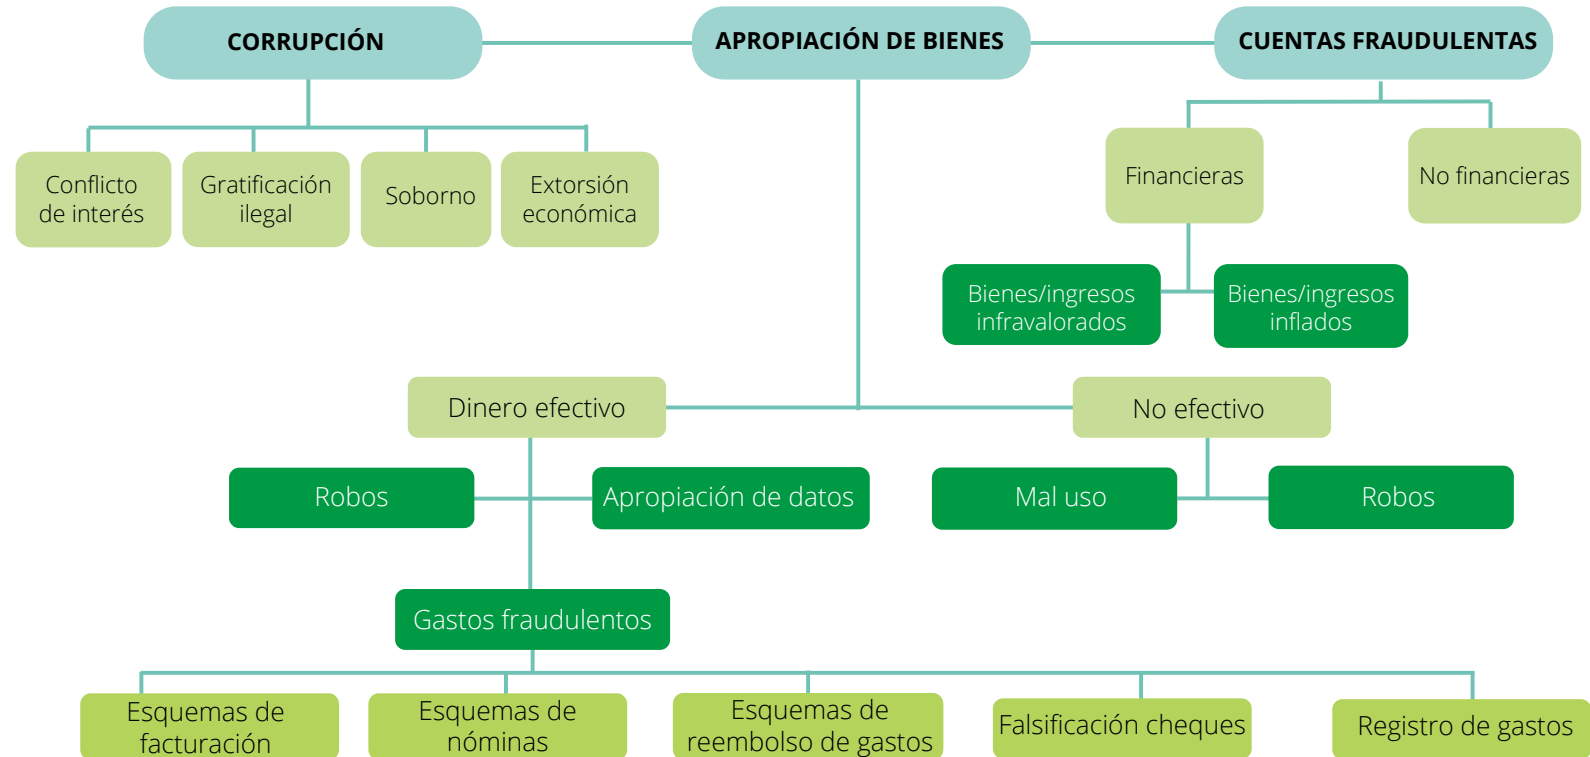 CORRUPCIÓN
APROPIACIÓN DE BIENES
CUENTAS FRAUDULENTAS
Conflicto
de interés
Gratificación
ilegal
Soborno
Extorsión
económica
Financieras
No financieras
Bienes/ingresos
infravalorados
Bienes/ingresos
inflados
Dinero efectivo
No efectivo
Robos
Apropiación de datos
Mal uso
Robos
Gastos fraudulentos
Esquemas de
facturación
Esquemas de
nóminas
Esquemas de
reembolso de gastos
Falsificación cheques
Registro de gastos